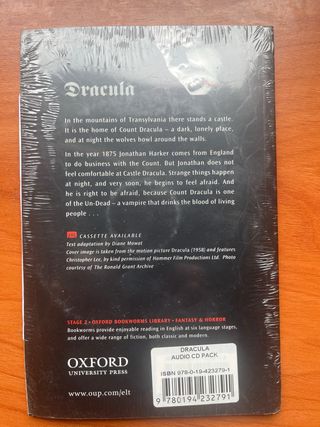 Dracula
In the mountains of Transylvania there stands a castle.
It is the home of Count Dracula – a dark, lonely place,
and at night the wolves howl around the walls.
In the year 1875 Jonathan Harker comes from England
to do business with the Count. But Jonathan does not
feel comfortable at Castle Dracula. Strange things happen
at night, and very soon, he begins to feel afraid. And
he is right to be afraid, because Count Dracula is one
of the Un-Dead – a vampire that drinks the blood of living
people . . .
CASSETTE AVAILABLE
Text adaptation by Diane Mowat
Cover image is taken from the motion picture Dracula (1958) and features
Christopher Lee, by kind permission of Hammer Film Productions Ltd. Photo
courtesy of The Ronald Grant Archive
STAGE 2 • OXFORD BOOKWORMS LIBRARY • FANTASY & HORROR
Bookworms provide enjoyable reading in English at six language stages,
and offer a wide range of fiction, both classic and modern.
OXFORD
UNIVERSITY PRESS
www.oup.com/elt
DRACULA
AUDIO CD PACK
ISBN 978-0-19-423279-1
9 780194 232791